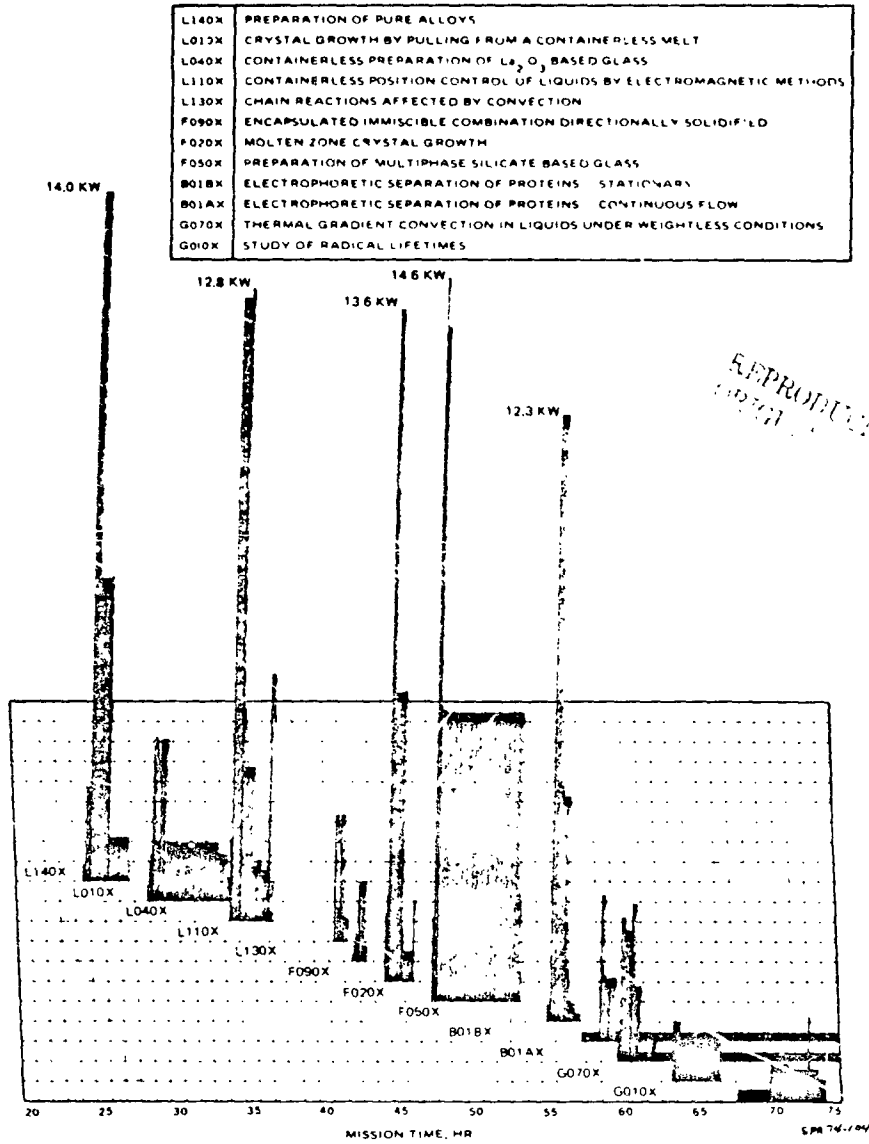 L140X PREPARATION OF PURE ALLOYS
L010X CRYSTAL GROWTH BY PULLING FROM A CONTAINERLESS MELT
L040X CONTAINERLESS PREPARATION OF La2O3 BASED GLASS
L110X CONTAINERLESS POSITION CONTROL OF LIQUIDS BY ELECTROMAGNETIC METHODS
L130X CHAIN REACTIONS AFFECTED BY CONVECTION
F090X ENCAPSULATED IMMISCIBLE COMBINATION DIRECTIONALLY SOLIDIFIED
F020X MOLTEN ZONE CRYSTAL GROWTH
F050X PREPARATION OF MULTIPHASE SILICATE BASED GLASS
B01BX ELECTROPHORETIC SEPARATION OF PROTEINS STATIONARY
B01AX ELECTROPHORETIC SEPARATION OF PROTEINS CONTINUOUS FLOW
G070X THERMAL GRADIENT CONVECTION IN LIQUIDS UNDER WEIGHTLESS CONDITIONS
G010X STUDY OF RADICAL LIFETIMES
14.0 KW
12.8 KW
14 6 KW
13 6 KW
12.3 KW
L140X
L010X
L040X
L110X
L130X
F090X
F020X
F050X
B01BX
B01AX
G070X
G010X
20 25 30 35 40 45 50 55 60 65 70 75
MISSION TIME, HR